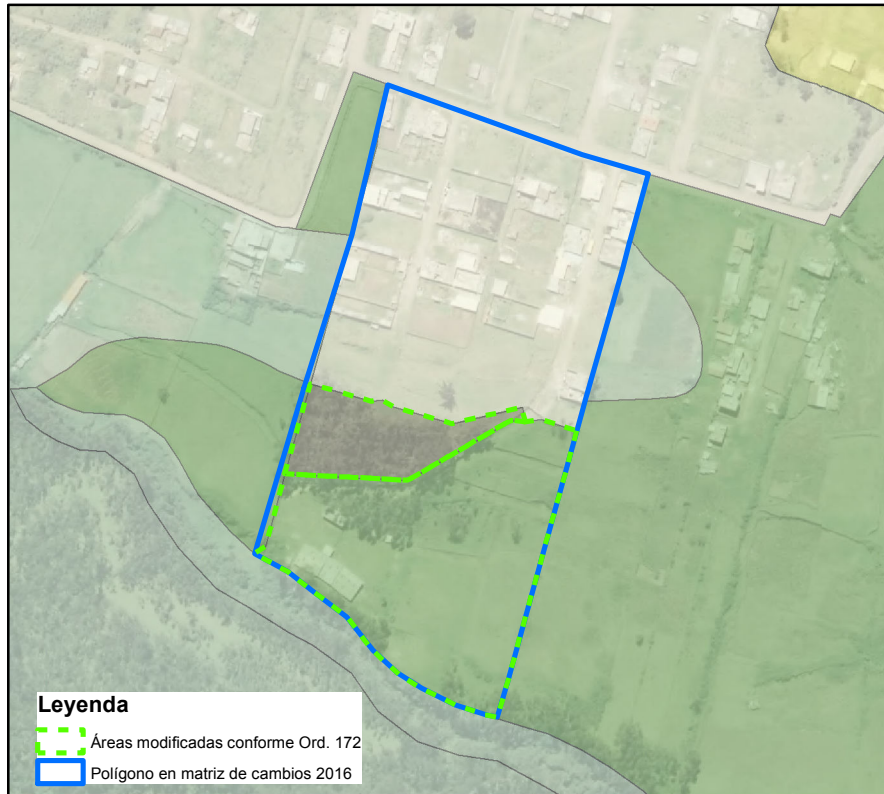 Leyenda
Áreas modificadas conforme Ord. 172
Polígono en matriz de cambios 2016